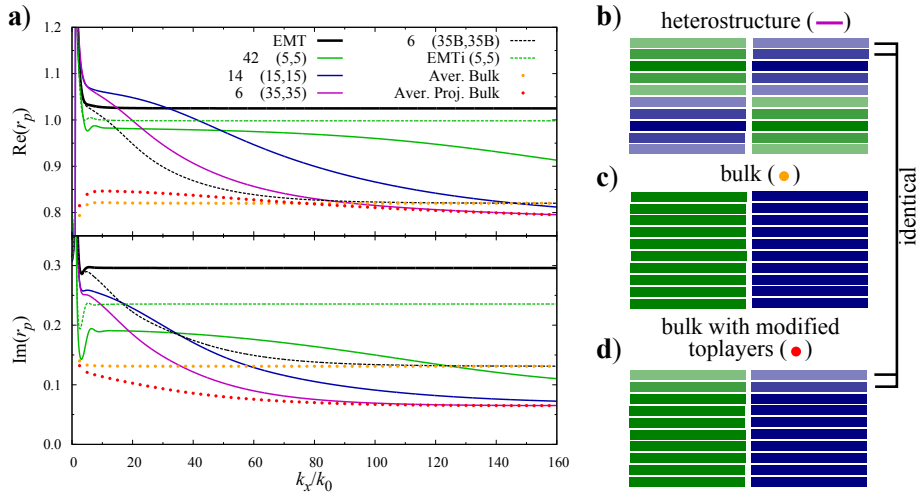 a)
1.2
1.1
1.0
0.9
0.8
Re(r_p)
EMT
42 (5,5)
14 (15,15)
6 (35,35)
6 (35B,35B)
EMTi (5,5)
Aver. Bulk
Aver. Proj. Bulk
0.3
0.2
0.1
0.0
Im(r_p)
0 20 40 60 80 100 120 140 160
k_x/k_0
b)
heterostructure ( )
c)
bulk ( )
d)
bulk with modified
toplayers ( )
identical